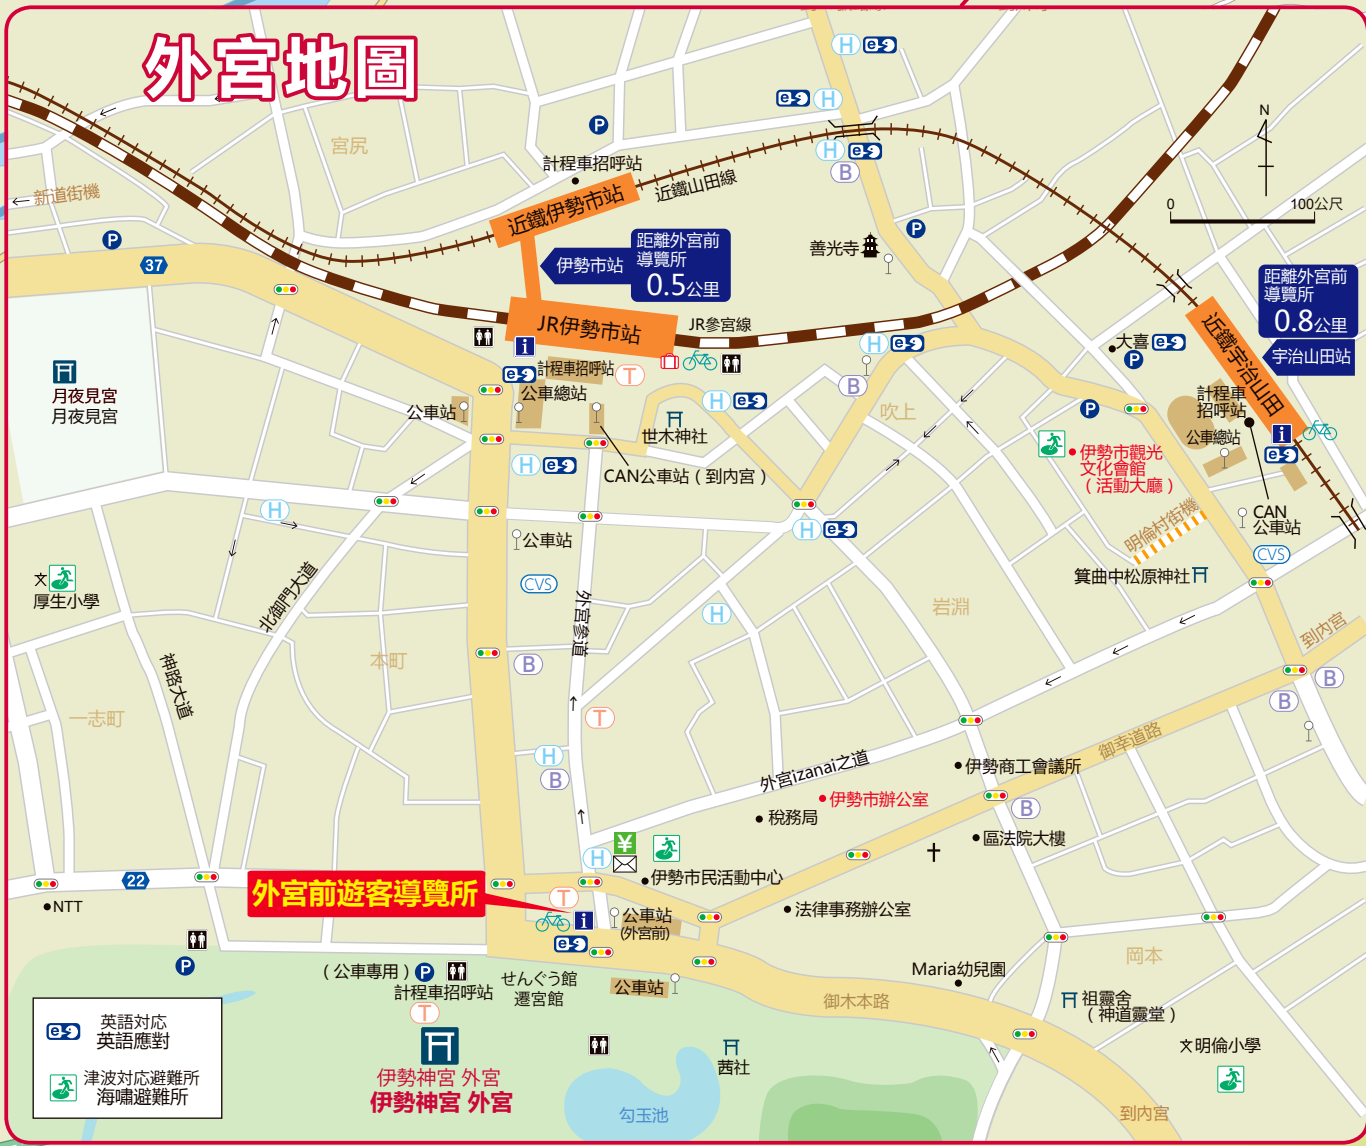 外宮地圖
H
H
P
宮尻
計程車招呼站
H
N
B
近鐵山田線
新道街機
0
100公尺
近鐵伊勢市站
P
P
距離外宮前
導覽所
0.5公里
伊勢市站
善光寺
37
距離外宮前
導覽所
0.8公里
宇治山田站
JR伊勢市站
JR參宮線
近鐵宇治山田
i
H
大喜
P
月夜見宮
月夜見宮
計程車招呼站
T
公車總站
B
計程車
招呼站
公車站
H
吹上
P
世木神社
公車總站
i
伊勢市觀光
文化會館
(活動大廳)
H
CAN公車站(到內宮)
H
CAN
公車站
明倫村街機
H
公車站
CVS
文
厚生小學
CVS
箕曲中松原神社
北御門大道
外宮參道
H
岩淵
到內宮
本町
B
神路大道
B
B
一志町
T
H
B
御幸道路
外宮izanai之道
伊勢商工會議所
伊勢市辦公室
B
稅務局
區法院大樓
¥
H
伊勢市民活動中心
22
外宮前遊客導覽所
T
NTT
i
公車站
(外宮前)
法律事務辦公室
岡本
P
(公車專用)
P
計程車招呼站
せんぐう館
遷宮館
公車站
Maria幼兒園
T
御木本路
祖靈舍
(神道靈堂)
英語対応
英語應對
文明倫小學
茜社
伊勢神宮 外宮
伊勢神宮 外宮
津波対応避難所
海嘯避難所
勾玉池
到內宮